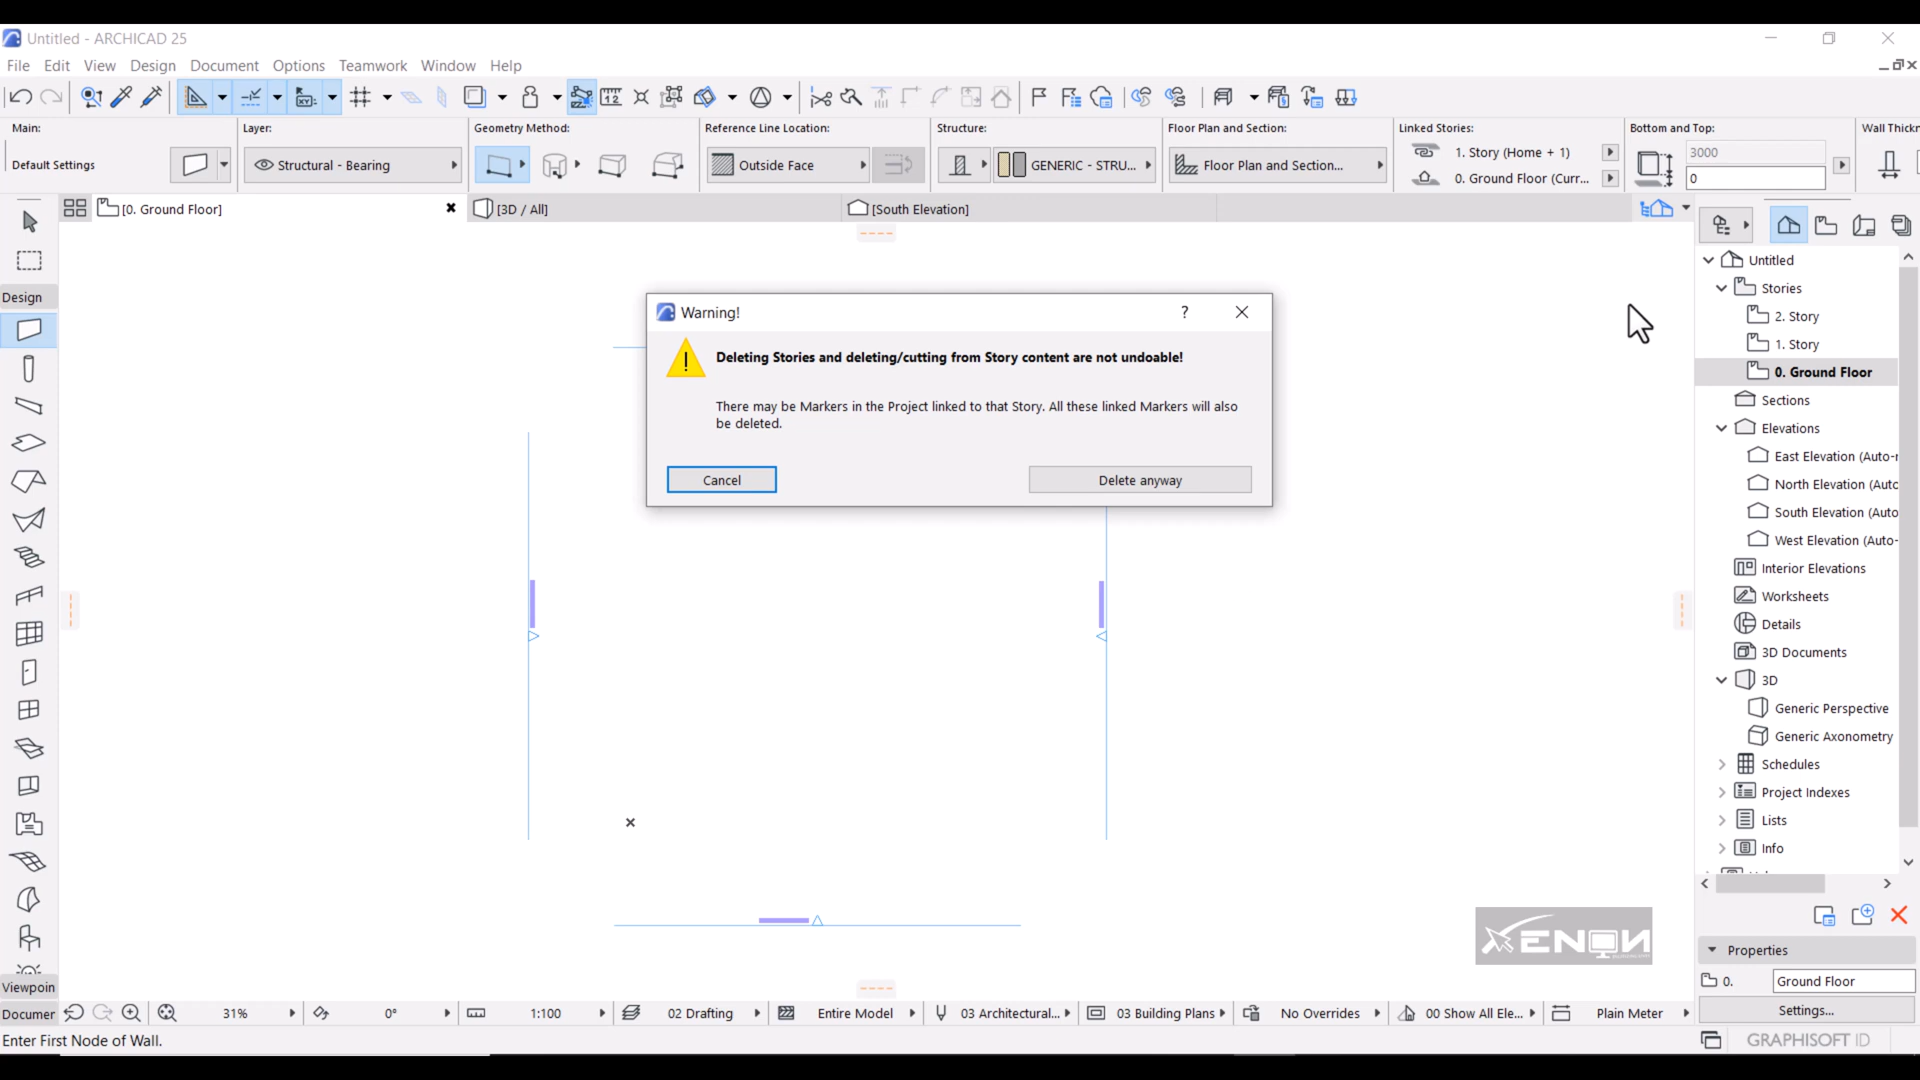 Untitled - ARCHICAD 25
File Edit View Design Document Options Teamwork Window Help
Main:
Layer:
Geometry Method:
Reference Line Location:
Structure:
Floor Plan and Section:
Linked Stories:
Bottom and Top:
Wall Thickn
Default Settings
Structural - Bearing
Outside Face
GENERIC - STRU...
Floor Plan and Section...
1. Story (Home + 1)
0. Ground Floor (Curr...
3000
0
[0. Ground Floor]
[3D / All]
[South Elevation]
Design
Warning!
?
Deleting Stories and deleting/cutting from Story content are not undoable!
There may be Markers in the Project linked to that Story. All these linked Markers will also
be deleted.
Cancel
Delete anyway
Untitled
Stories
2. Story
1. Story
0. Ground Floor
Sections
Elevations
East Elevation (Auto-r
North Elevation (Autc
South Elevation (Auto
West Elevation (Auto-
Interior Elevations
Worksheets
Details
3D Documents
3D
Generic Perspective
Generic Axonometry
Schedules
Project Indexes
Lists
Info
XENON
Properties
0.
Ground Floor
Settings...
Viewpoin
Documer
31%
0°
1:100
02 Drafting
Entire Model
03 Architectural...
03 Building Plans
No Overrides
00 Show All Ele...
Plain Meter
Enter First Node of Wall.
GRAPHISOFT ID